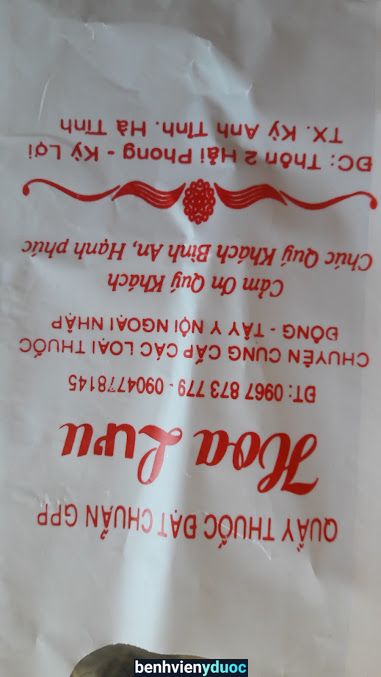 QUẦY THUỐC ĐẠT CHUẨN GPP
Hoa Lưu
ĐT: 0967 873 779 - 0904778145
CHUYÊN CUNG CẤP CÁC LOẠI THUỐC
ĐÔNG - TÂY Y NỘI NGOẠI NHẬP
Cảm Ơn Quý Khách
Chúc Quý Khách Bình An, Hạnh phúc
ĐC: Thôn 2 Hải Phong - Kỳ Lợi
TX. Kỳ Anh Tỉnh. Hà Tĩnh
benhvienyduoc